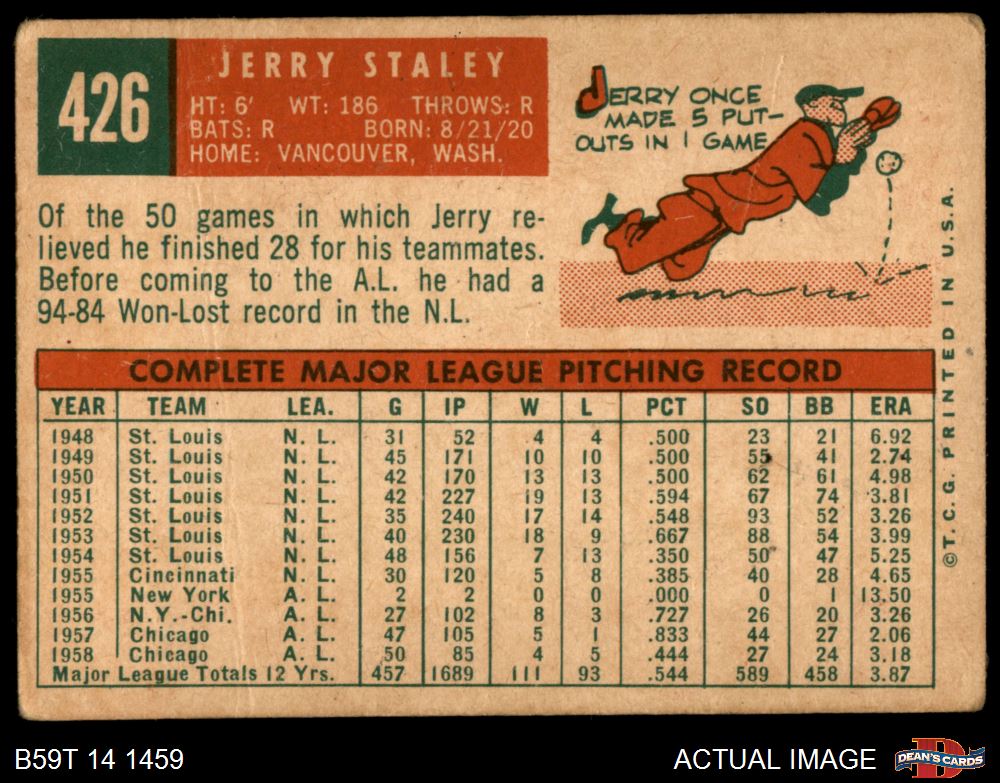 426
JERRY STALEY
HT: 6' WT: 186 THROWS: R
BATS: R BORN: 8/21/20
HOME: VANCOUVER, WASH.
JERRY ONCE
MADE 5 PUT-
OUTS IN 1 GAME
Of the 50 games in which Jerry re-
lieved he finished 28 for his teammates.
Before coming to the A.L. he had a
94-84 Won-Lost record in the N.L.
COMPLETE MAJOR LEAGUE PITCHING RECORD
YEAR TEAM LEA. G IP W L PCT SO BB ERA
1948 St. Louis N. L. 31 52 4 4 .500 23 21 6.92
1949 St. Louis N. L. 45 171 10 10 .500 55 41 2.74
1950 St. Louis N. L. 42 170 13 13 .500 62 61 4.98
1951 St. Louis N. L. 42 227 19 13 .594 67 74 3.81
1952 St. Louis N. L. 35 240 17 14 .548 93 52 3.26
1953 St. Louis N. L. 40 230 18 9 .667 88 54 3.99
1954 St. Louis N. L. 48 156 7 13 .350 50 47 5.25
1955 Cincinnati N. L. 30 120 5 8 .385 40 28 4.65
1955 New York A. L. 2 2 0 0 .000 0 1 13.50
1956 N.Y.-Chi. A. L. 27 102 8 3 .727 26 20 3.26
1957 Chicago A. L. 47 105 5 1 .833 44 27 2.06
1958 Chicago A. L. 50 85 4 5 .444 27 24 3.18
Major League Totals 12 Yrs. 457 1689 111 93 .544 589 458 3.87
©T.C.G. PRINTED IN U.S.A.
B59T 14 1459
ACTUAL IMAGE
D
DEAN'S CARDS